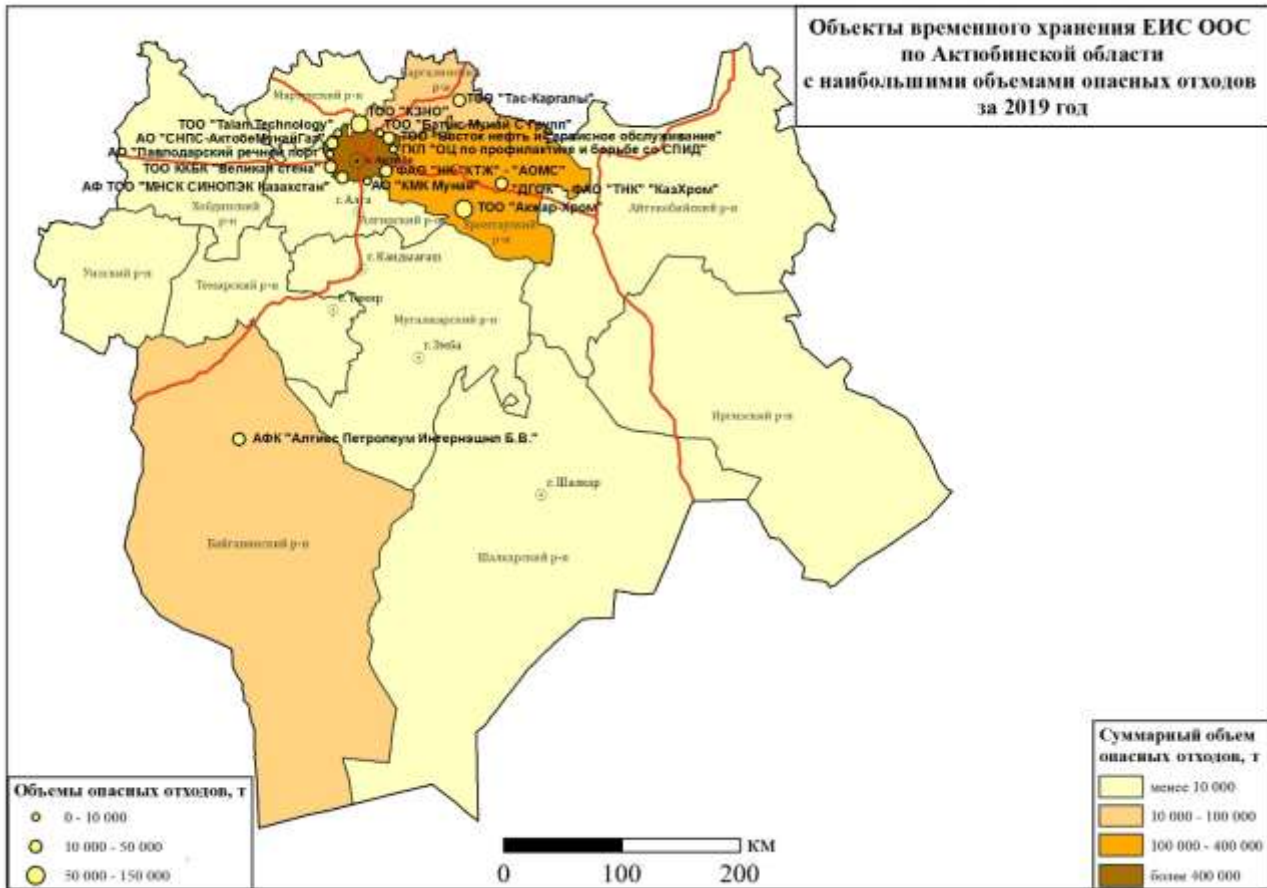 Объекты временного хранения ЕИС ООС
по Актюбинской области
с наибольшими объемами опасных отходов
за 2019 год
р-н
Мартукский р-н
ТОО "Тас-Каргалы"
ТОО "КЗНО"
ТОО "Talam Technology"
ТОО "Батыс Мунай С Групп"
АО "СНПС-АктобеМунайГаз"
ТОО "Восток нефть и сервисное обслуживание"
АО "Павлодарский речной порт"
ГКП "ОЦ по профилактике и борьбе со СПИД"
ТОО ККБК "Великая стена"
ФАО "НК "КТЖ" - "АОМС"
АФ ТОО "МНСК СИНОПЭК Казахстан"
АО "КМК Мунай"
"ДГОК" - ФАО "ТНК "КазХром"
г. Алга
ТОО "Акжар-Хром"
Хобдинский
р-н
Алгинский р-н
р-н
Айтекебийский р-н
Уилский р-н
Темирский р-н
г. Кандыагаш
г. Темир
Мугалжарский р-н
г. Эмба
Иргизский р-н
АФК "Алтиес Петролеум Интернэшнл Б.В."
г. Шалкар
Байганинский р-н
Шалкарский р-н
Объемы опасных отходов, т
0 - 10 000
10 000 - 50 000
50 000 - 150 000
КМ
0 100 200
Суммарный объем
опасных отходов, т
менее 10 000
10 000 - 100 000
100 000 - 400 000
более 400 000